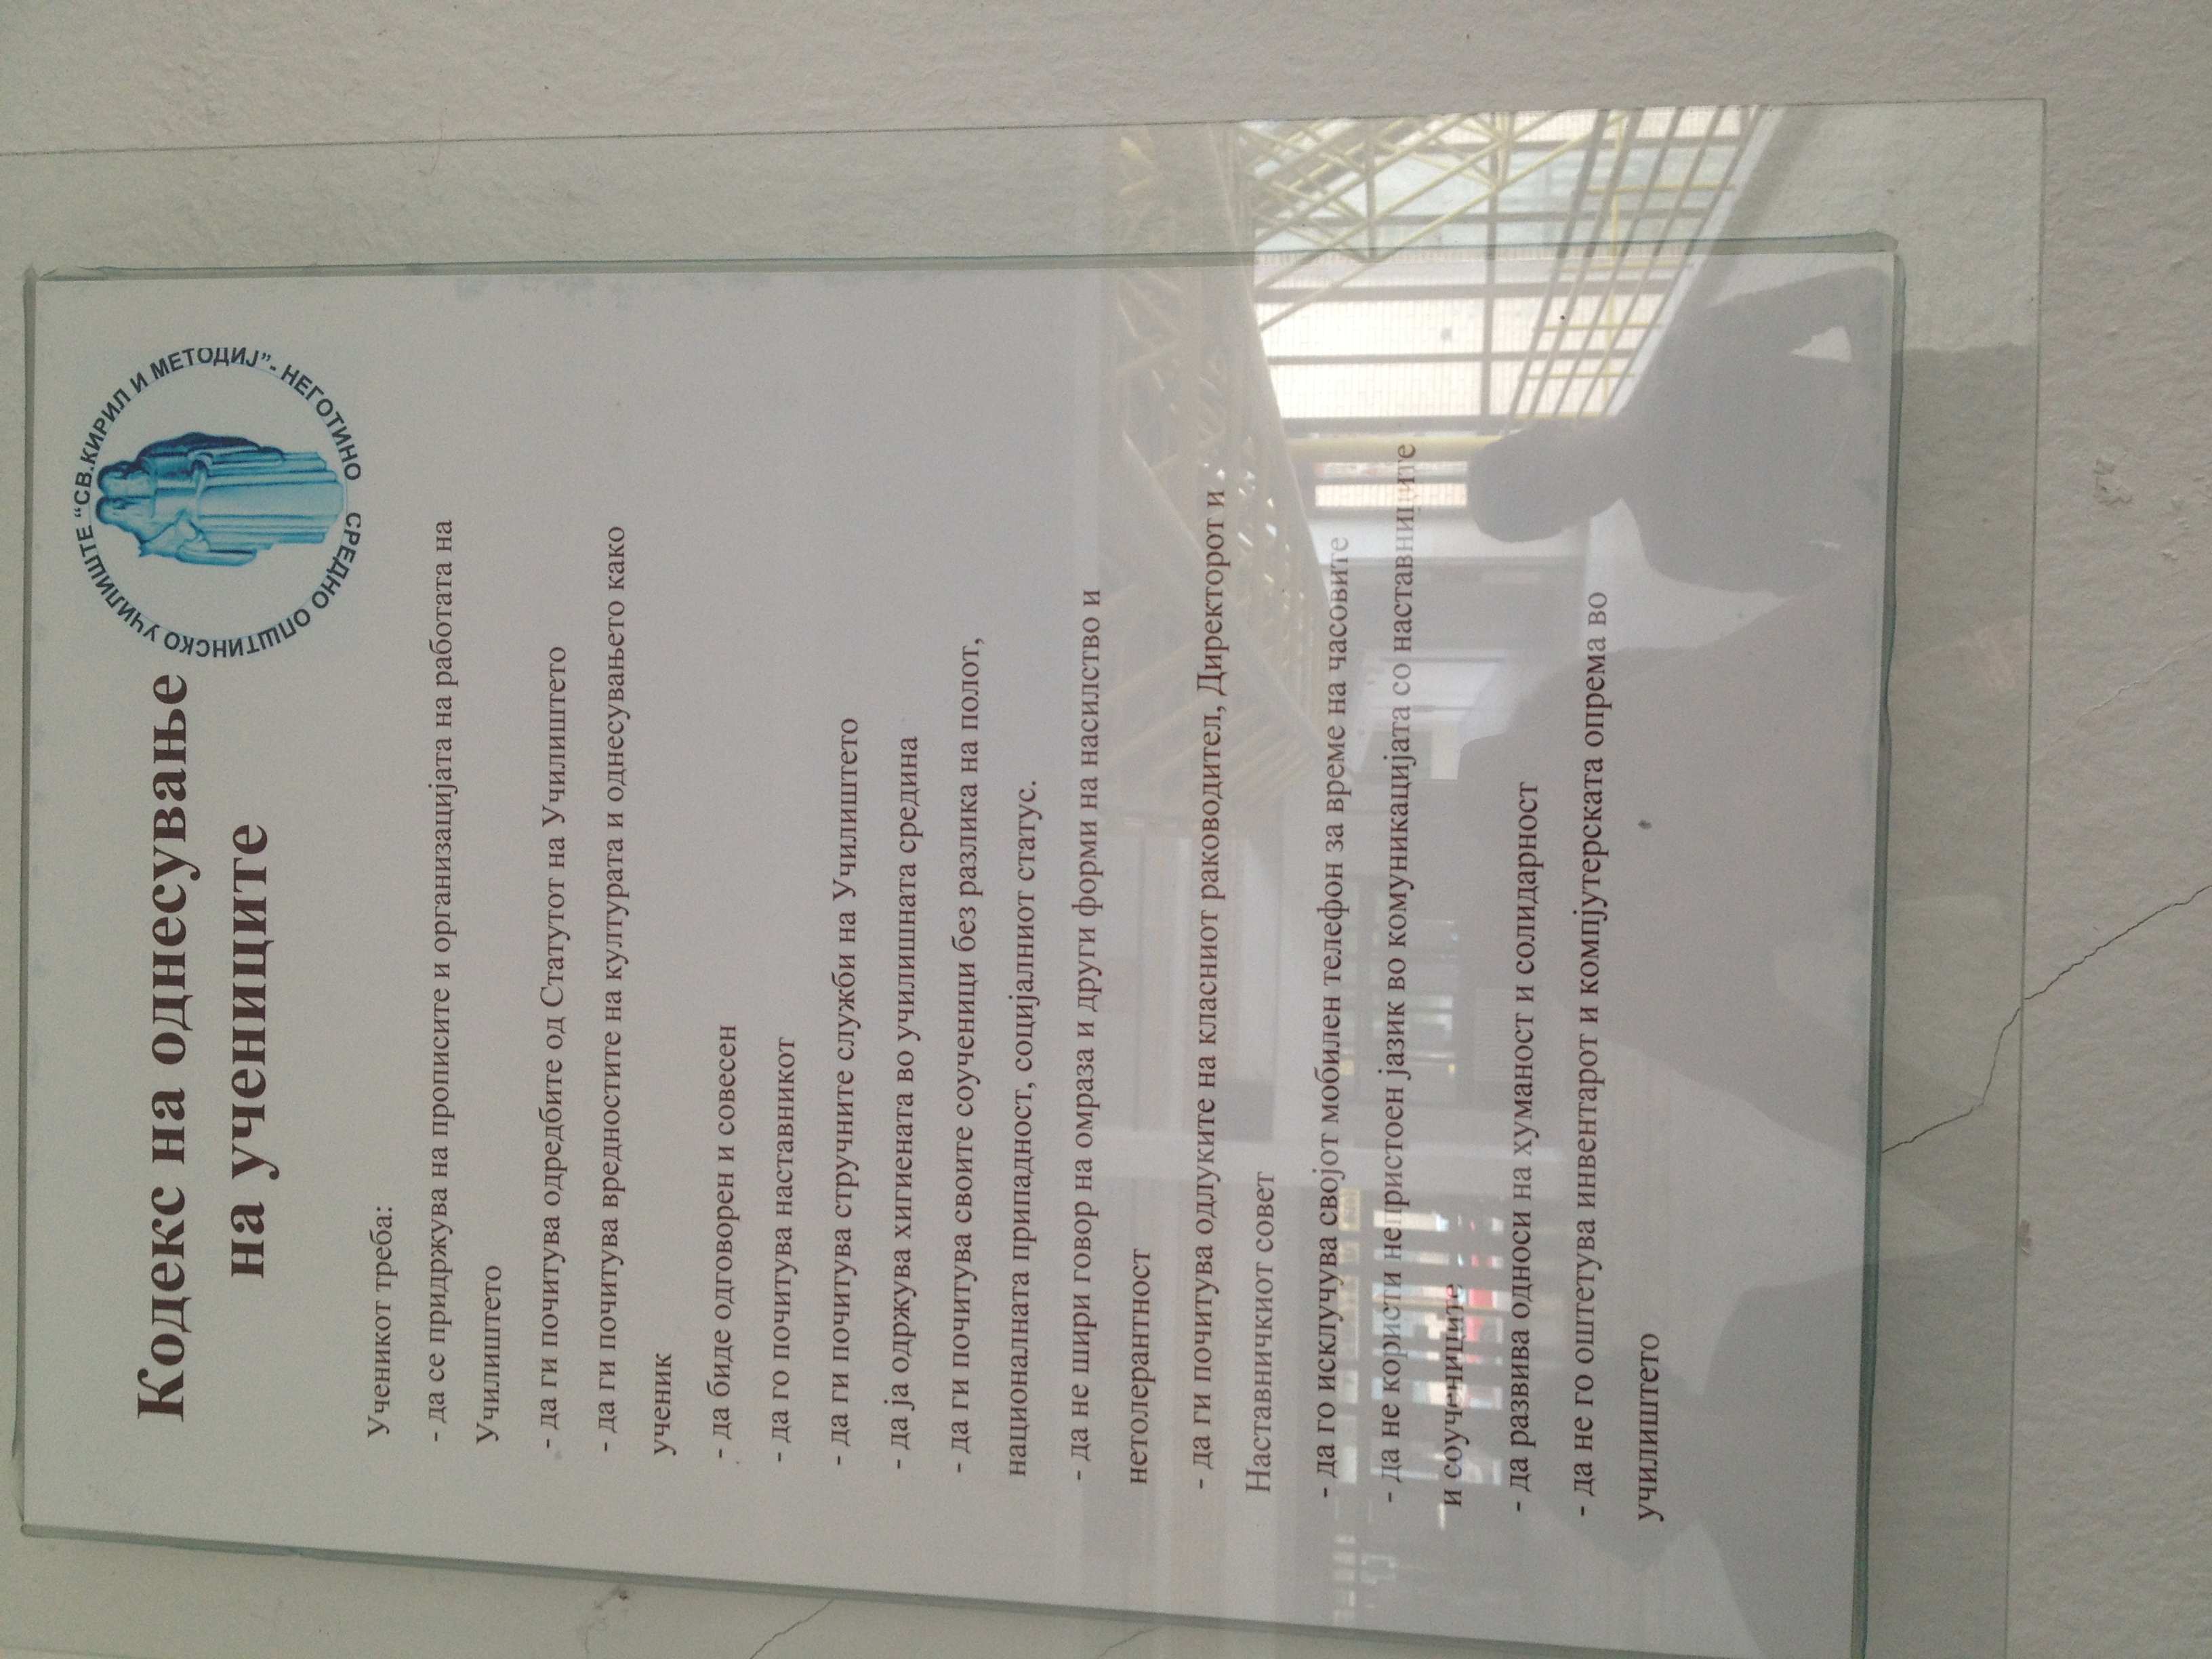 Кодекс на однесување
на учениците
СРЕДНО ОПШТИНСКО УЧИЛИШТЕ “СВ.КИРИЛ И МЕТОДИЈ”- НЕГОТИНО
Ученикот треба:
- да се придржува на прописите и организацијата на работата на
Училиштето
- да ги почитува одредбите од Статутот на Училиштето
- да ги почитува вредностите на културата и однесувањето како
ученик
- да биде одговорен и совесен
- да го почитува наставникот
- да ги почитува стручните служби на Училиштето
- да ја одржува хигиената во училишната средина
- да ги почитува своите соученици без разлика на полот,
националната припадност, социјалниот статус.
- да не шири говор на омраза и други форми на насилство и
нетолерантност
- да ги почитува одлуките на класниот раководител, Директорот и
Наставничкиот совет
- да го исклучува својот мобилен телефон за време на часовите
- да не користи непристоен јазик во комуникацијата со наставниците
и соучениците
- да развива односи на хуманост и солидарност
- да не го оштетува инвентарот и компјутерската опрема во
училиштето